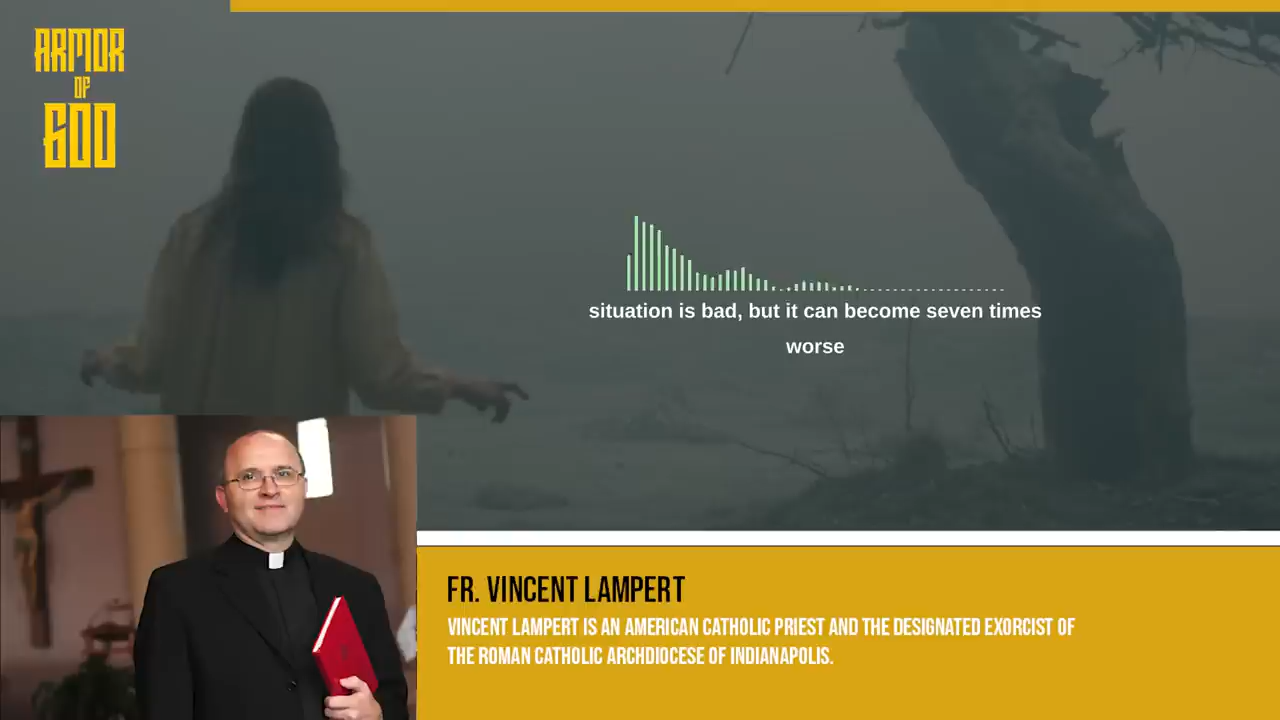 ARMOR
OF
GOD
situation is bad, but it can become seven times
worse
FR. VINCENT LAMPERT
VINCENT LAMPERT IS AN AMERICAN CATHOLIC PRIEST AND THE DESIGNATED EXORCIST OF
THE ROMAN CATHOLIC ARCHDIOCESE OF INDIANAPOLIS.